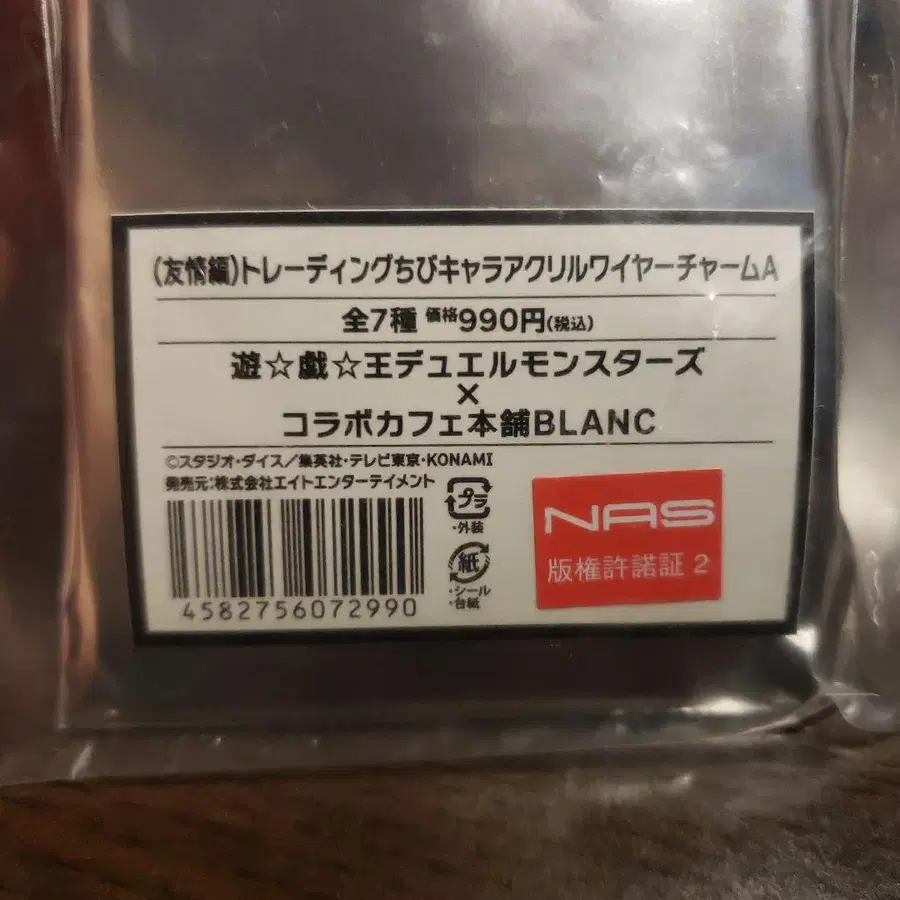 (友情編)トレーディングちびキャラアクリルワイヤーチャームA
全7種 価格990円(税込)
遊☆戯☆王デュエルモンスターズ
×
コラボカフェ本舗BLANC
©スタジオ・ダイス／集英社・テレビ東京・KONAMI
発売元:株式会社エイトエンターテイメント
プラ
・外装
紙
・シール
・台紙
4582756072990
NAS
版権許諾証 2